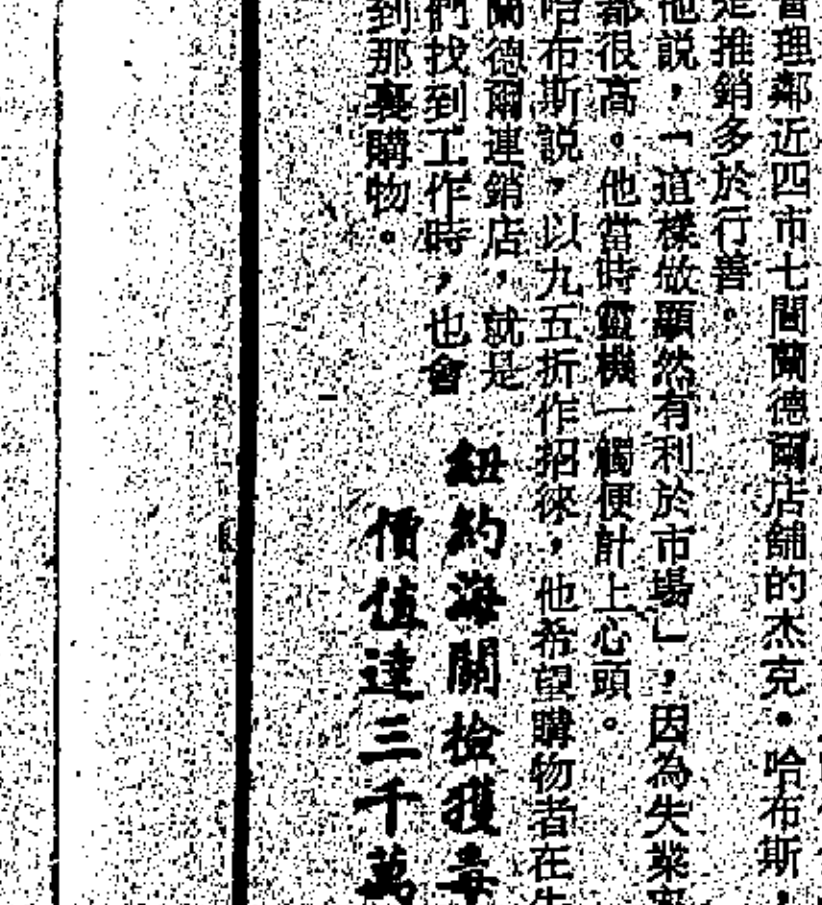 管理鄰近四市七間蘭德爾店舖的杰克•哈布斯，
是推銷多於行善。
他說，「這樣做顯然有利於市場」，因為失業率
都很高。他當時靈機一觸便計上心頭。
哈布斯說，以九五折作招徠，他希望購物者在失
蘭德爾連銷店，就是
們找到工作時，也會
到那裏購物。
紐約海關檢獲毒
價值達三千萬